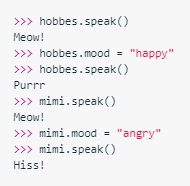 >>> hobbes.speak()
Meow!
>>> hobbes.mood = "happy"
>>> hobbes.speak()
Purrr
>>> mimi.speak()
Meow!
>>> mimi.mood = "angry"
>>> mimi.speak()
Hiss!